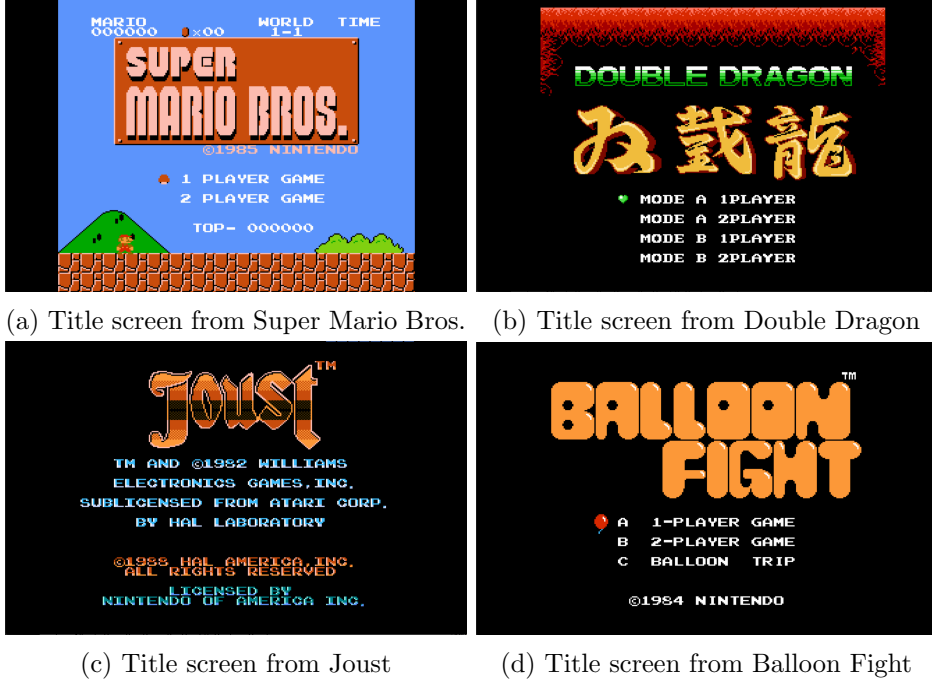 MARIO WORLD TIME
000000 ×00 1-1
SUPER
MARIO BROS.
©1985 NINTENDO
1 PLAYER GAME
2 PLAYER GAME
TOP- 000000
(a) Title screen from Super Mario Bros.
DOUBLE DRAGON
双截龍
MODE A 1PLAYER
MODE A 2PLAYER
MODE B 1PLAYER
MODE B 2PLAYER
(b) Title screen from Double Dragon
Joust™
TM AND ©1982 WILLIAMS
ELECTRONICS GAMES,INC.
SUBLICENSED FROM ATARI CORP.
BY HAL LABORATORY
©1988 HAL AMERICA,INC.
ALL RIGHTS RESERVED
LICENSED BY
NINTENDO OF AMERICA INC.
(c) Title screen from Joust
BALLOON™
FIGHT
A 1-PLAYER GAME
B 2-PLAYER GAME
C BALLOON TRIP
©1984 NINTENDO
(d) Title screen from Balloon Fight